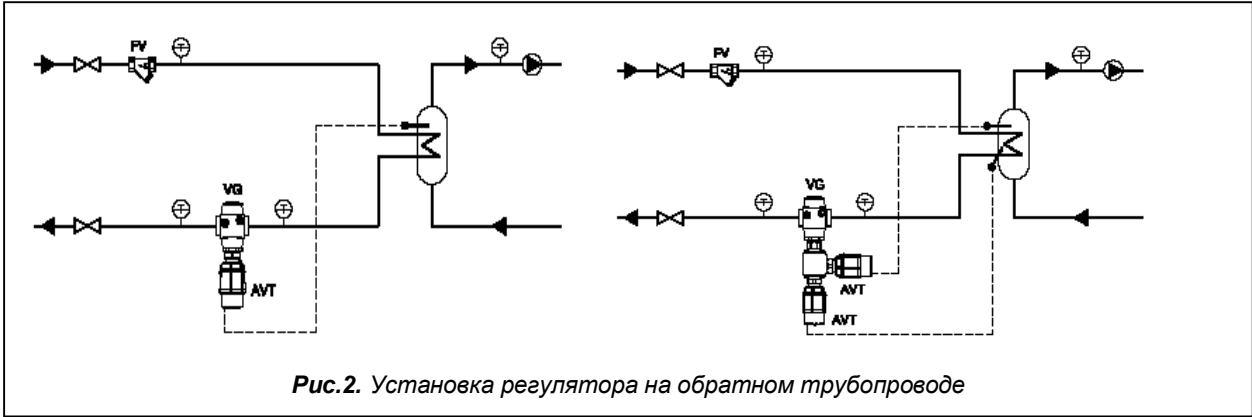 FV
T
T
VG
T
T
AVT
FV
T
T
VG
T
T
AVT
AVT
Рис.2. Установка регулятора на обратном трубопроводе